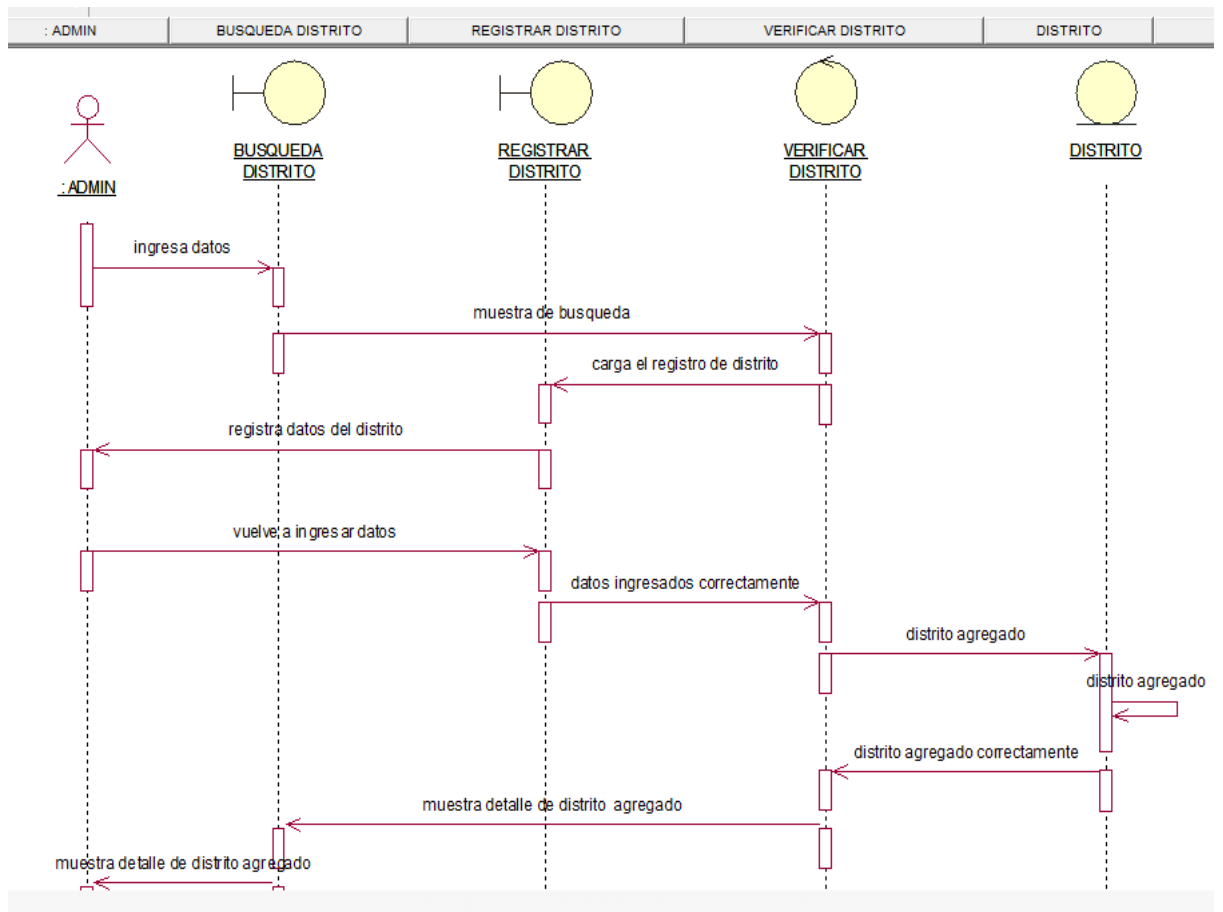 : ADMIN
BUSQUEDA DISTRITO
REGISTRAR DISTRITO
VERIFICAR DISTRITO
DISTRITO
: ADMIN
BUSQUEDA
DISTRITO
REGISTRAR
DISTRITO
VERIFICAR
DISTRITO
DISTRITO
ingresa datos
muestra de busqueda
carga el registro de distrito
registra datos del distrito
vuelve a ingresar datos
datos ingresados correctamente
distrito agregado
distrito agregado
distrito agregado correctamente
muestra detalle de distrito agregado
muestra detalle de distrito agregado